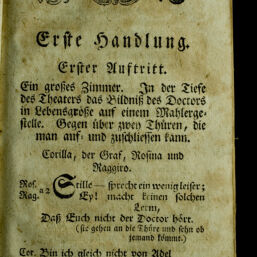 Erste Handlung.
Erster Auftritt.
Ein großes Zimmer. In der Tiefe
des Theaters das Bildniß des Doctors
in Lebensgröße auf einem Mahlerge-
stelle. Gegen über zwey Thüren, die
man auf- und zuschliessen kann.
Corilla, der Graf, Rosina und
Raggiro.
Ros. a 2 Stille — sprecht ein wenig leiser;
Rag. Ey! macht keinen solchen
Lerm,
Daß Euch nicht der Doctor hört.
(sie gehen an die Thüre und sehn ob
jemand kömmt.)
Cor. Bin ich gleich nicht von Adel